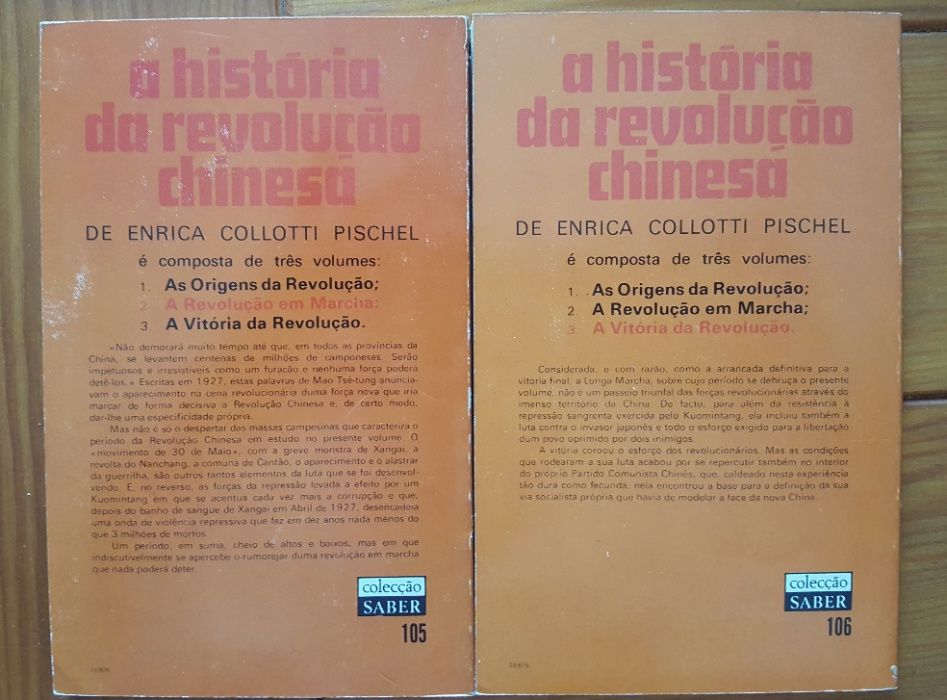 a história
da revolução
chinesa
DE ENRICA COLLOTTI PISCHEL
é composta de três volumes:
1. As Origens da Revolução;
2. A Revolução em Marcha;
3. A Vitória da Revolução.
«Não demorará muito tempo até que, em todos as províncias da
China, se levantem centenas de milhões de camponeses. Serão
impetuosos e irresistíveis como um furacão e nenhuma força poderá
detê-los.» Escritas em 1927, estas palavras de Mao Tsé-tung anuncia-
vam o aparecimento na cena revolucionária duma força nova que iria
marcar de forma decisiva a Revolução Chinesa e, de certo modo,
dar-lhe uma especificidade própria.
Mas não é só o despertar das massas campesinas que caracteriza o
período da Revolução Chinesa em estudo no presente volume. O
«movimento de 30 de Maio», com a greve monstra de Xangai, a
revolta do Nanchang, a comuna de Cantão, o aparecimento e o alastrar
da guerrilha, são outros tantos elementos da luta que se foi desenvol-
vendo. E, no reverso, as forças da repressão levada a efeito por um
Kuomintang em que se acentua cada vez mais a corrupção e que,
depois do banho de sangue de Xangai em Abril de 1927, desencadeia
uma onda de violência repressiva que fez em dez anos nada menos do
que 3 milhões de mortos.
Um período, em suma, cheio de altos e baixos, mas em que
indiscutivelmente se apercebe o rumorejar duma revolução em marcha
que nada poderá deter.
colecção
SABER
105
a história
da revolução
chinesa
DE ENRICA COLLOTTI PISCHEL
é composta de três volumes:
1. As Origens da Revolução;
2. A Revolução em Marcha;
3. A Vitória da Revolução.
Considerada, e com razão, como a arrancada definitiva para a
vitória final, a Longa Marcha, sobre cujo período se debruça o presente
volume, não é um passeio triunfal das forças revolucionárias através do
imenso território da China. De facto, para além da resistência à
repressão sangrenta exercida pelo Kuomintang, ela incluiu também a
luta contra o invasor japonês e todo o esforço exigido para a libertação
dum povo oprimido por dois inimigos.
A vitória coroou o esforço dos revolucionários. Mas as condições
que rodearam a sua luta acabou por se repercutir também no interior
do próprio Partido Comunista Chinês, que, caldeado nesta experiência
tão dura como fecunda, nela encontrou a base para a definição da sua
via socialista própria que havia de modelar a face da nova China.
colecção
SABER
106